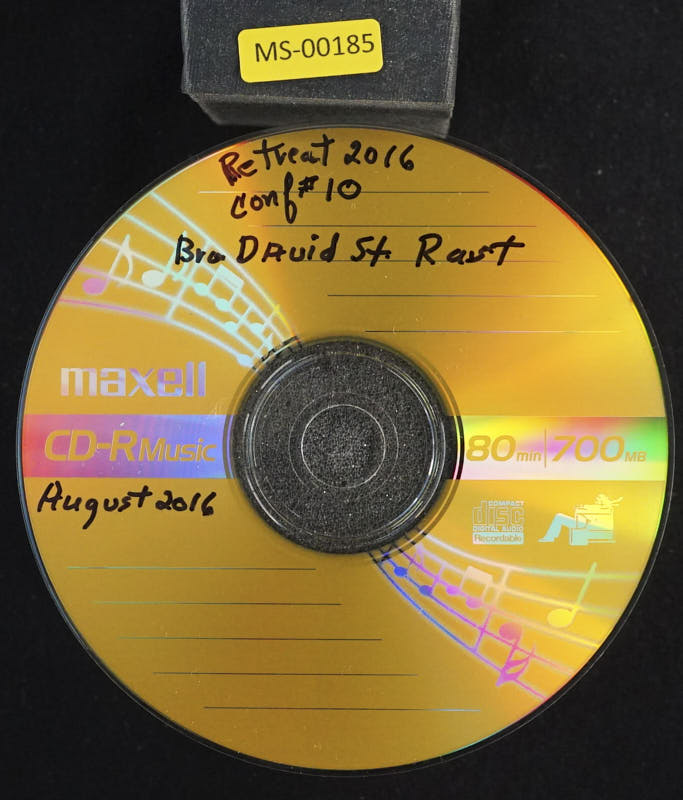 MS-00185
Retreat 2016
conf #10
Bro David St. Rast
maxell
CD-R Music
80 min | 700 MB
August 2016
COMPACT
disc
DIGITAL AUDIO
Recordable